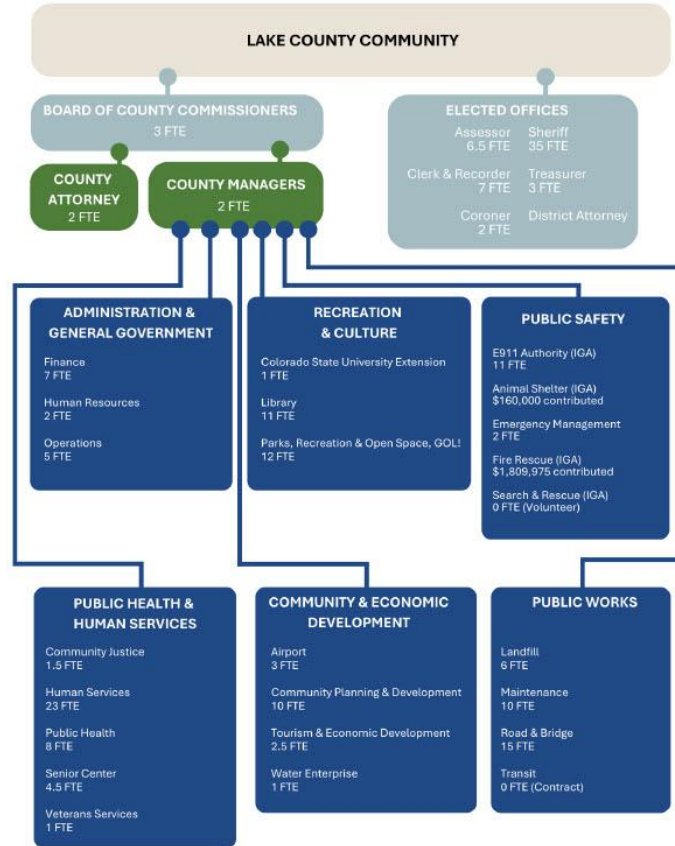 LAKE COUNTY COMMUNITY
BOARD OF COUNTY COMMISSIONERS
3 FTE
COUNTY
ATTORNEY
2 FTE
COUNTY MANAGERS
2 FTE
ELECTED OFFICES
Assessor
6.5 FTE
Sheriff
35 FTE
Clerk & Recorder
7 FTE
Treasurer
3 FTE
Coroner
2 FTE
District Attorney
ADMINISTRATION &
GENERAL GOVERNMENT
Finance
7 FTE
Human Resources
2 FTE
Operations
5 FTE
RECREATION
& CULTURE
Colorado State University Extension
1 FTE
Library
11 FTE
Parks, Recreation & Open Space, GOL!
12 FTE
PUBLIC SAFETY
E911 Authority (IGA)
11 FTE
Animal Shelter (IGA)
$160,000 contributed
Emergency Management
2 FTE
Fire Rescue (IGA)
$1,809,975 contributed
Search & Rescue (IGA)
0 FTE (Volunteer)
PUBLIC HEALTH &
HUMAN SERVICES
Community Justice
1.5 FTE
Human Services
23 FTE
Public Health
8 FTE
Senior Center
4.5 FTE
Veterans Services
1 FTE
COMMUNITY & ECONOMIC
DEVELOPMENT
Airport
3 FTE
Community Planning & Development
10 FTE
Tourism & Economic Development
2.5 FTE
Water Enterprise
1 FTE
PUBLIC WORKS
Landfill
6 FTE
Maintenance
10 FTE
Road & Bridge
15 FTE
Transit
0 FTE (Contract)